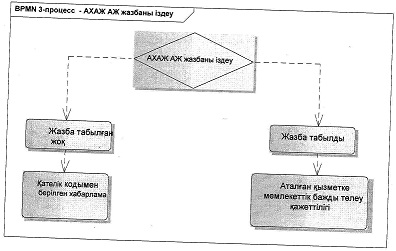 BPMN 3-процесс - АХАЖ АЖ жазбаны іздеу
АХАЖ АЖ жазбаны іздеу
Жазба табылған
жоқ
Жазба табылды
Қателік кодымен
берілген хабарлама
Аталған қызметке
мемлекеттік бажды төлеу
қажеттілігі